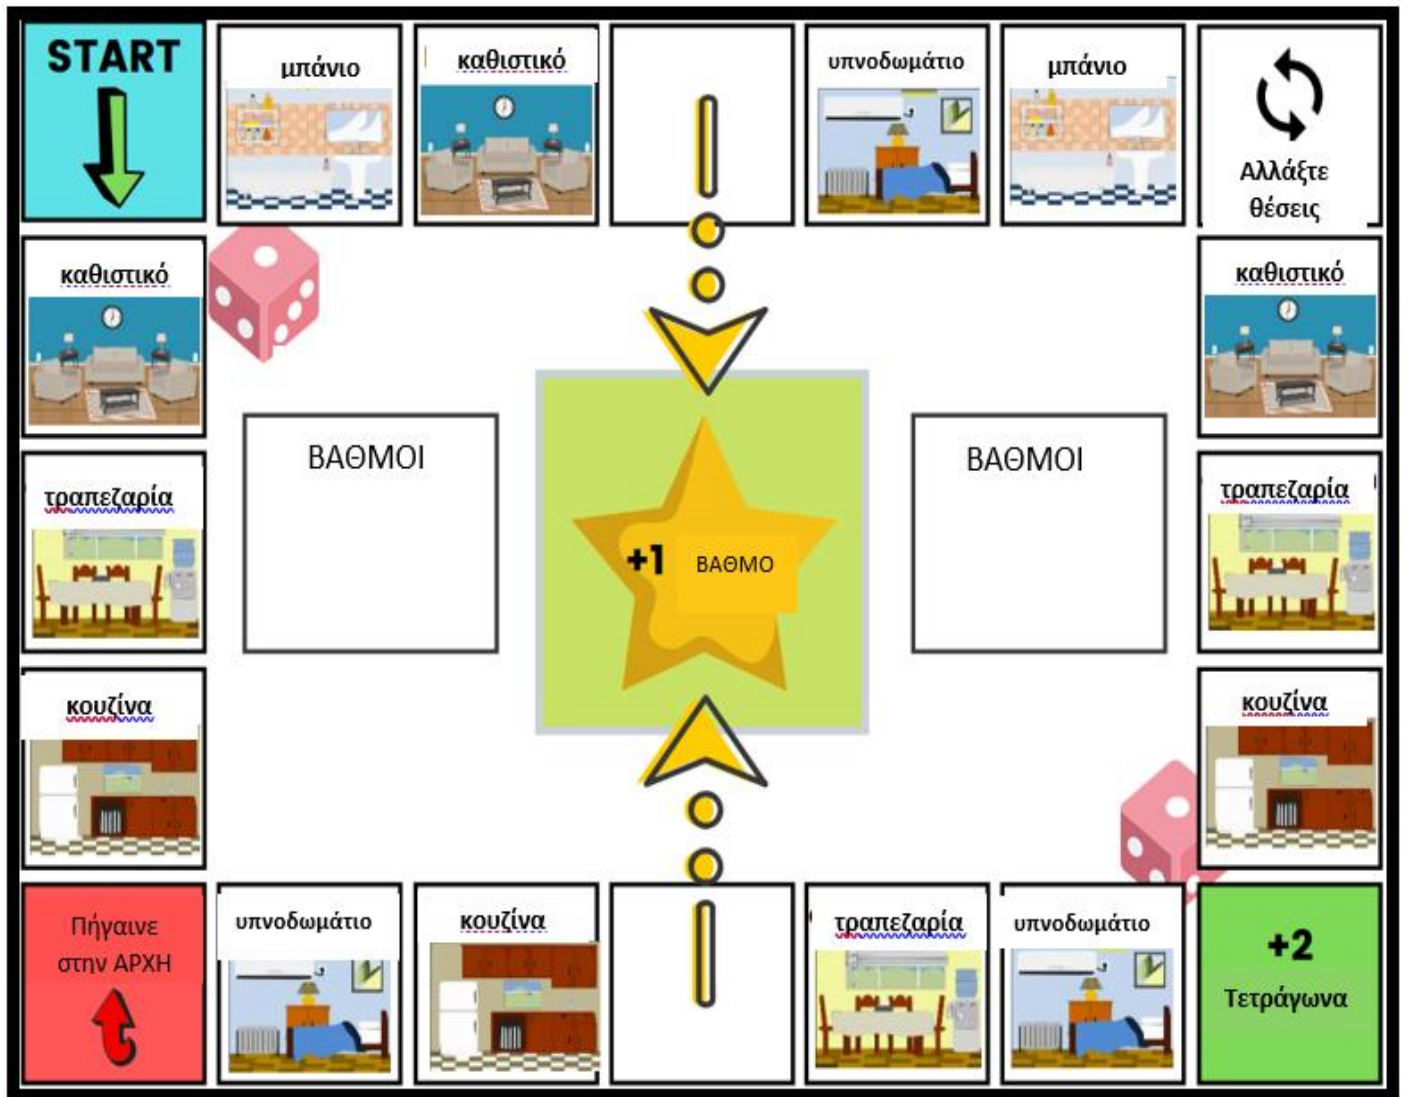 START
μπάνιο
καθιστικό
υπνοδωμάτιο
μπάνιο
Αλλάξτε
θέσεις
καθιστικό
καθιστικό
ΒΑΘΜΟΙ
ΒΑΘΜΟΙ
τραπεζαρία
τραπεζαρία
+1 ΒΑΘΜΟ
κουζίνα
κουζίνα
Πήγαινε
στην ΑΡΧΗ
υπνοδωμάτιο
κουζίνα
τραπεζαρία
υπνοδωμάτιο
+2
Τετράγωνα